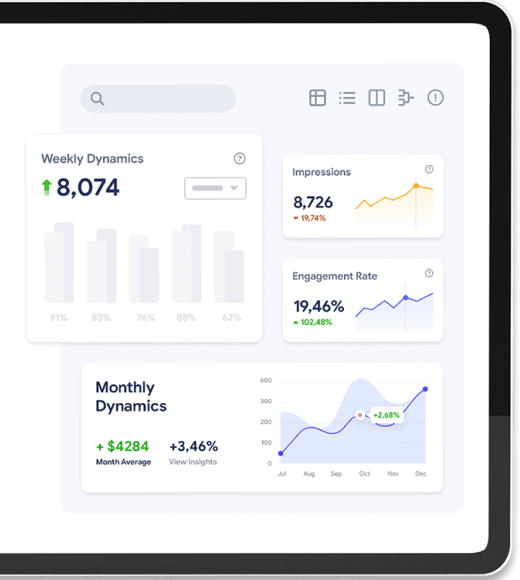 Weekly Dynamics
8,074
91% 83% 76% 88% 62%
Impressions
8,726
19,74%
Engagement Rate
19,46%
102,48%
Monthly
Dynamics
+ $4284
Month Average
+3,46%
View Insights
400
300
200
100
0
+2,68%
Jul Aug Sep Oct Nov Dec